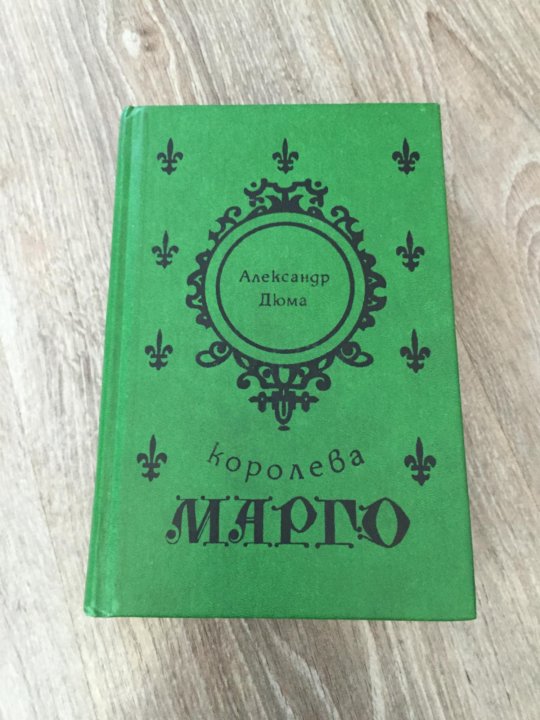 Александр
Дюма
королева
МАРГО